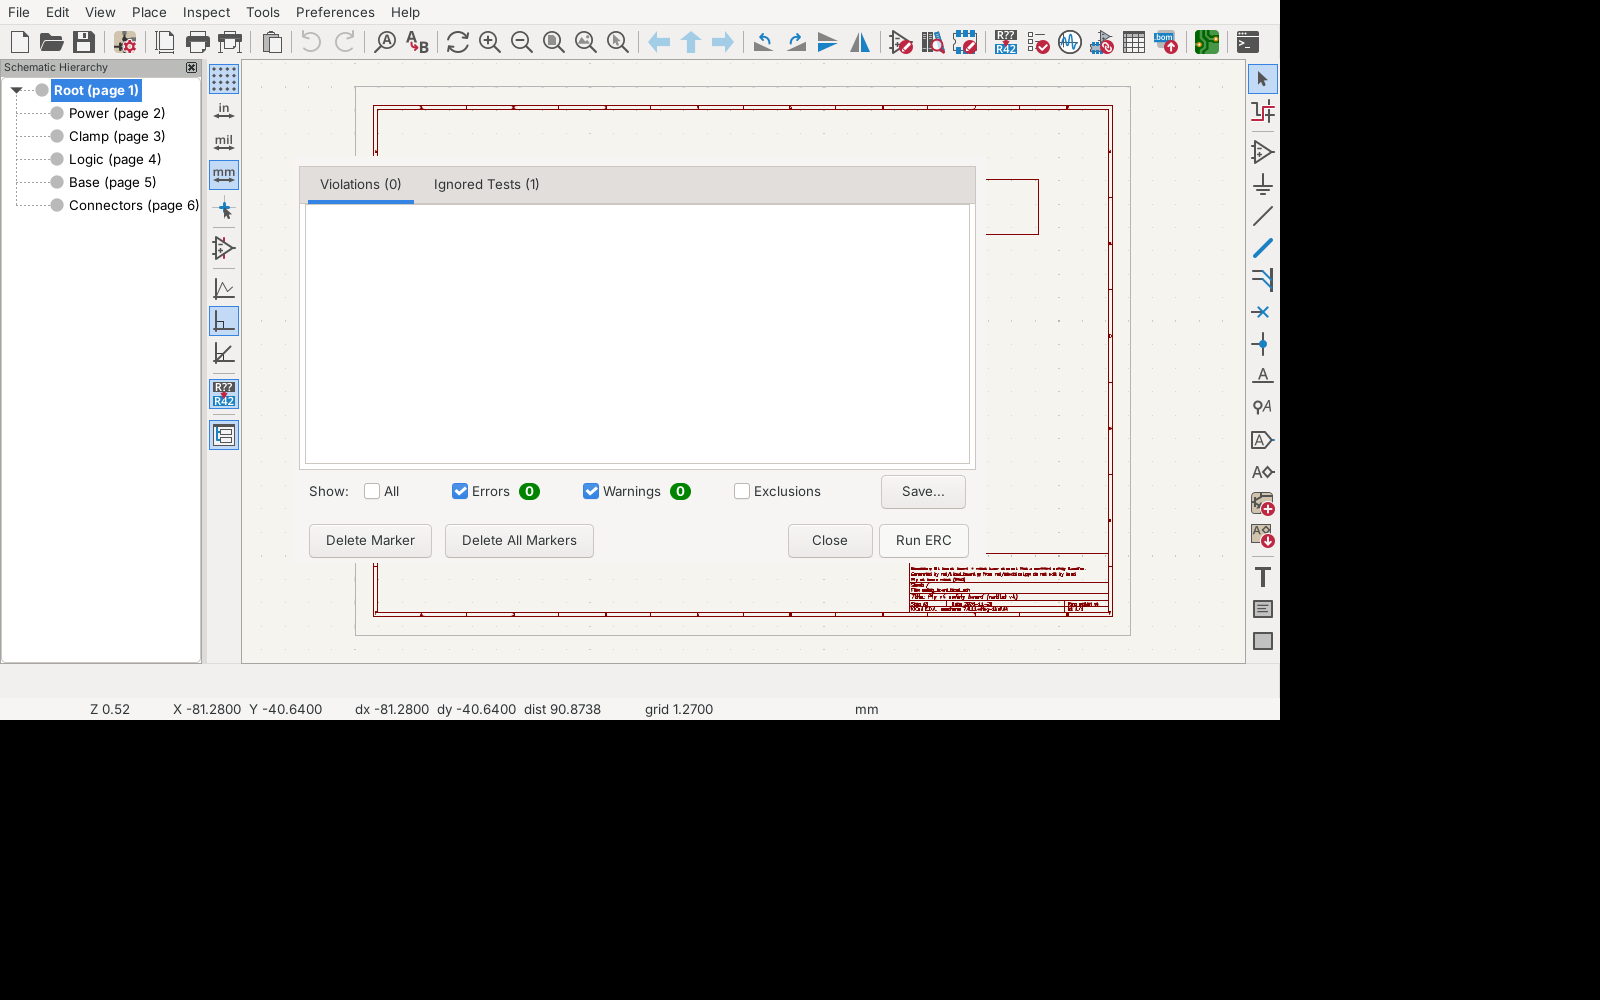 File Edit View Place Inspect Tools Preferences Help
A
A
B
R??
R42
.bom
>_
Schematic Hierarchy
Root (page 1)
Power (page 2)
Clamp (page 3)
Logic (page 4)
Base (page 5)
Connectors (page 6)
in
mil
mm
R??
R42
Violations (0) Ignored Tests (1)
Show: All Errors 0 Warnings 0 Exclusions Save...
Delete Marker Delete All Markers Close Run ERC
A
A
A
A
A
T
Z 0.52 X -81.2800 Y -40.6400 dx -81.2800 dy -40.6400 dist 90.8738 grid 1.2700 mm